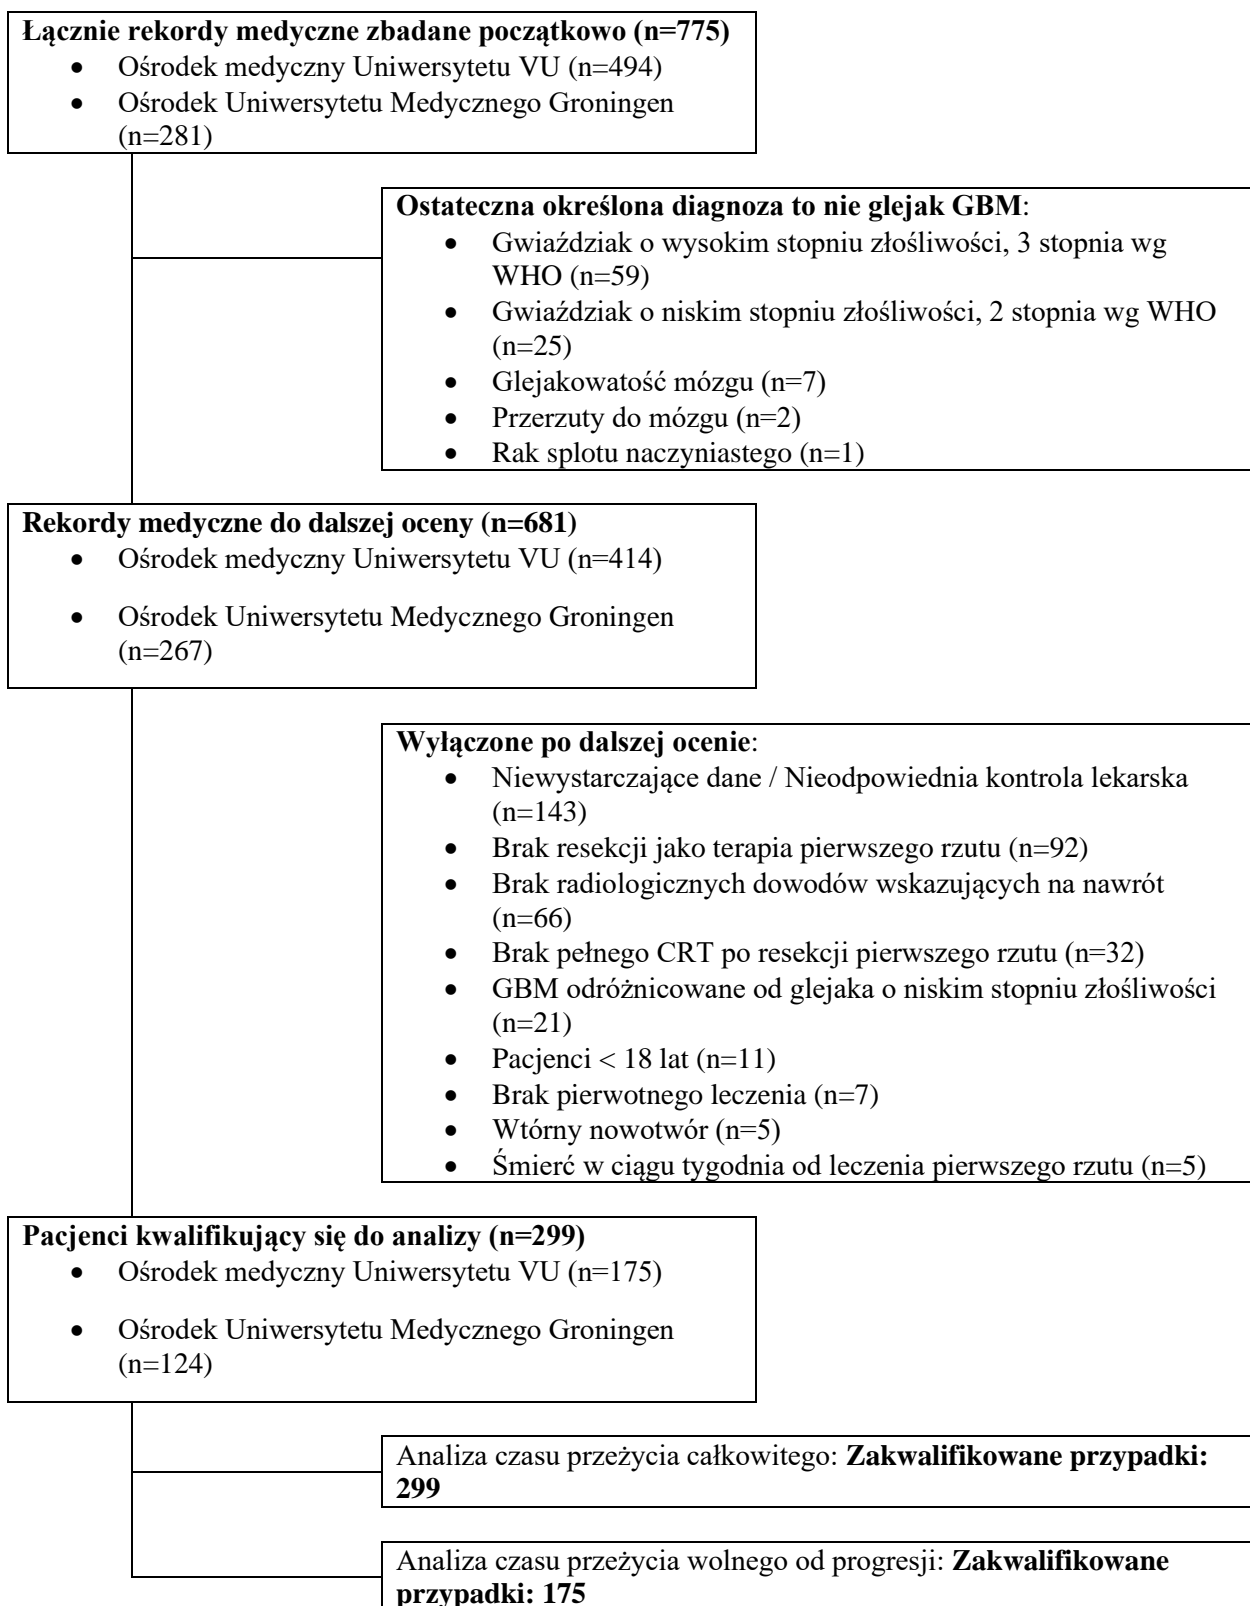 Łącznie rekordy medyczne zbadane początkowo (n=775)
• Ośrodek medyczny Uniwersytetu VU (n=494)
• Ośrodek Uniwersytetu Medycznego Groningen
(n=281)
Ostateczna określona diagnoza to nie glejak GBM:
• Gwiaździak o wysokim stopniu złośliwości, 3 stopnia wg
WHO (n=59)
• Gwiaździak o niskim stopniu złośliwości, 2 stopnia wg WHO
(n=25)
• Glejakowatość mózgu (n=7)
• Przerzuty do mózgu (n=2)
• Rak splotu naczyniastego (n=1)
Rekordy medyczne do dalszej oceny (n=681)
• Ośrodek medyczny Uniwersytetu VU (n=414)
• Ośrodek Uniwersytetu Medycznego Groningen
(n=267)
Wyłączone po dalszej ocenie:
• Niewystarczające dane / Nieodpowiednia kontrola lekarska
(n=143)
• Brak resekcji jako terapia pierwszego rzutu (n=92)
• Brak radiologicznych dowodów wskazujących na nawrót
(n=66)
• Brak pełnego CRT po resekcji pierwszego rzutu (n=32)
• GBM odróżnicowane od glejaka o niskim stopniu złośliwości
(n=21)
• Pacjenci < 18 lat (n=11)
• Brak pierwotnego leczenia (n=7)
• Wtórny nowotwór (n=5)
• Śmierć w ciągu tygodnia od leczenia pierwszego rzutu (n=5)
Pacjenci kwalifikujący się do analizy (n=299)
• Ośrodek medyczny Uniwersytetu VU (n=175)
• Ośrodek Uniwersytetu Medycznego Groningen
(n=124)
Analiza czasu przeżycia całkowitego: Zakwalifikowane przypadki:
299
Analiza czasu przeżycia wolnego od progresji: Zakwalifikowane
przypadki: 175